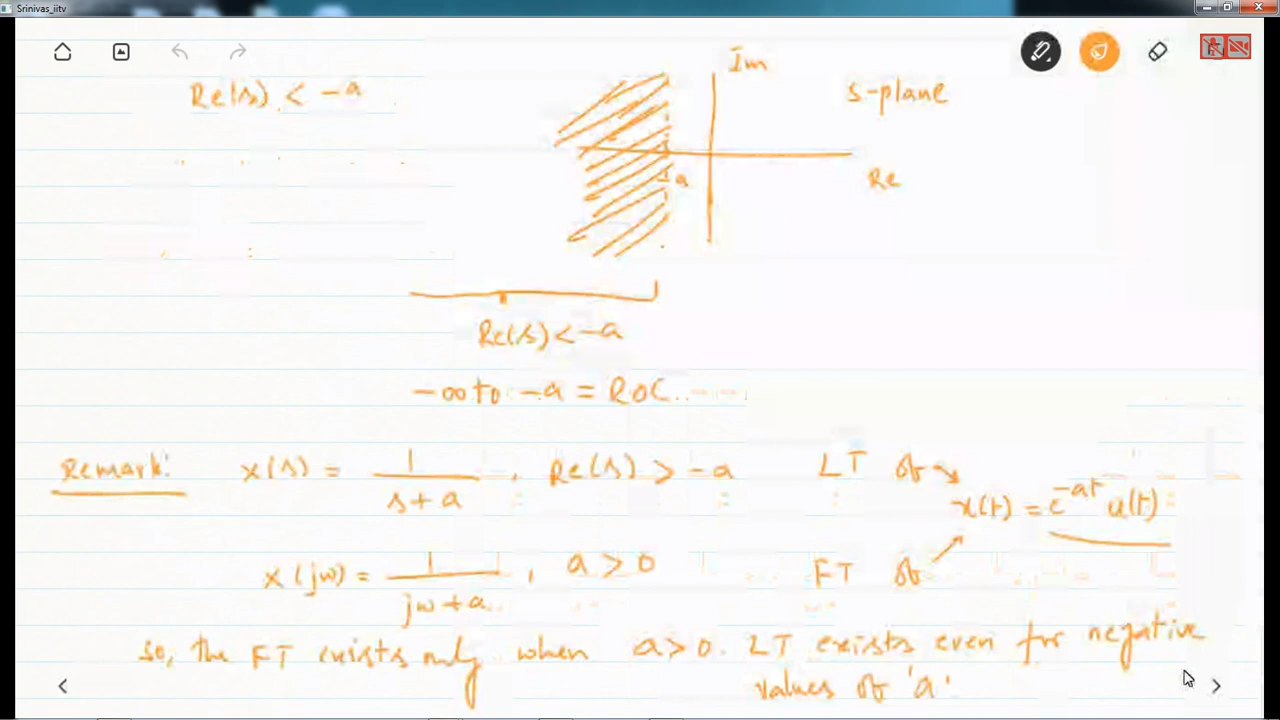 Srinivas_iitv
Im
Re(s) < -a
s-plane
-a
Re
Re(s) < -a
-∞ to -a = ROC
Remark: x(s) = 1/(s+a) , Re(s) > -a LT of
x(t) = e^-at u(t)
x(jω) = 1/(jω+a) , a > 0 FT of
so, the FT exists only when a>0. LT exists even for negative
values of 'a'.